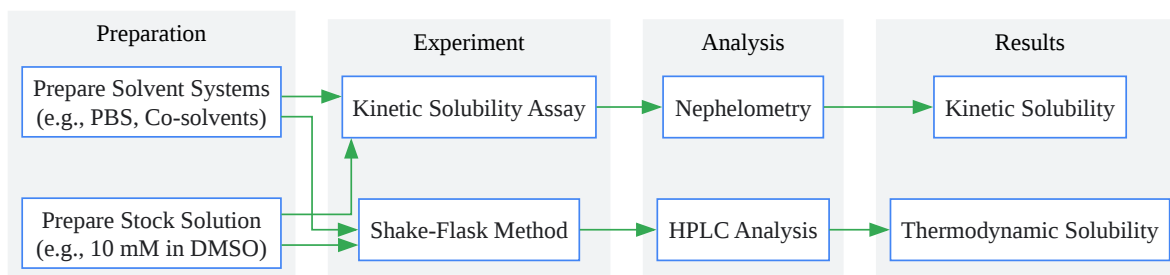 Preparation
Prepare Solvent Systems
(e.g., PBS, Co-solvents)
Prepare Stock Solution
(e.g., 10 mM in DMSO)
Experiment
Kinetic Solubility Assay
Shake-Flask Method
Analysis
Nephelometry
HPLC Analysis
Results
Kinetic Solubility
Thermodynamic Solubility